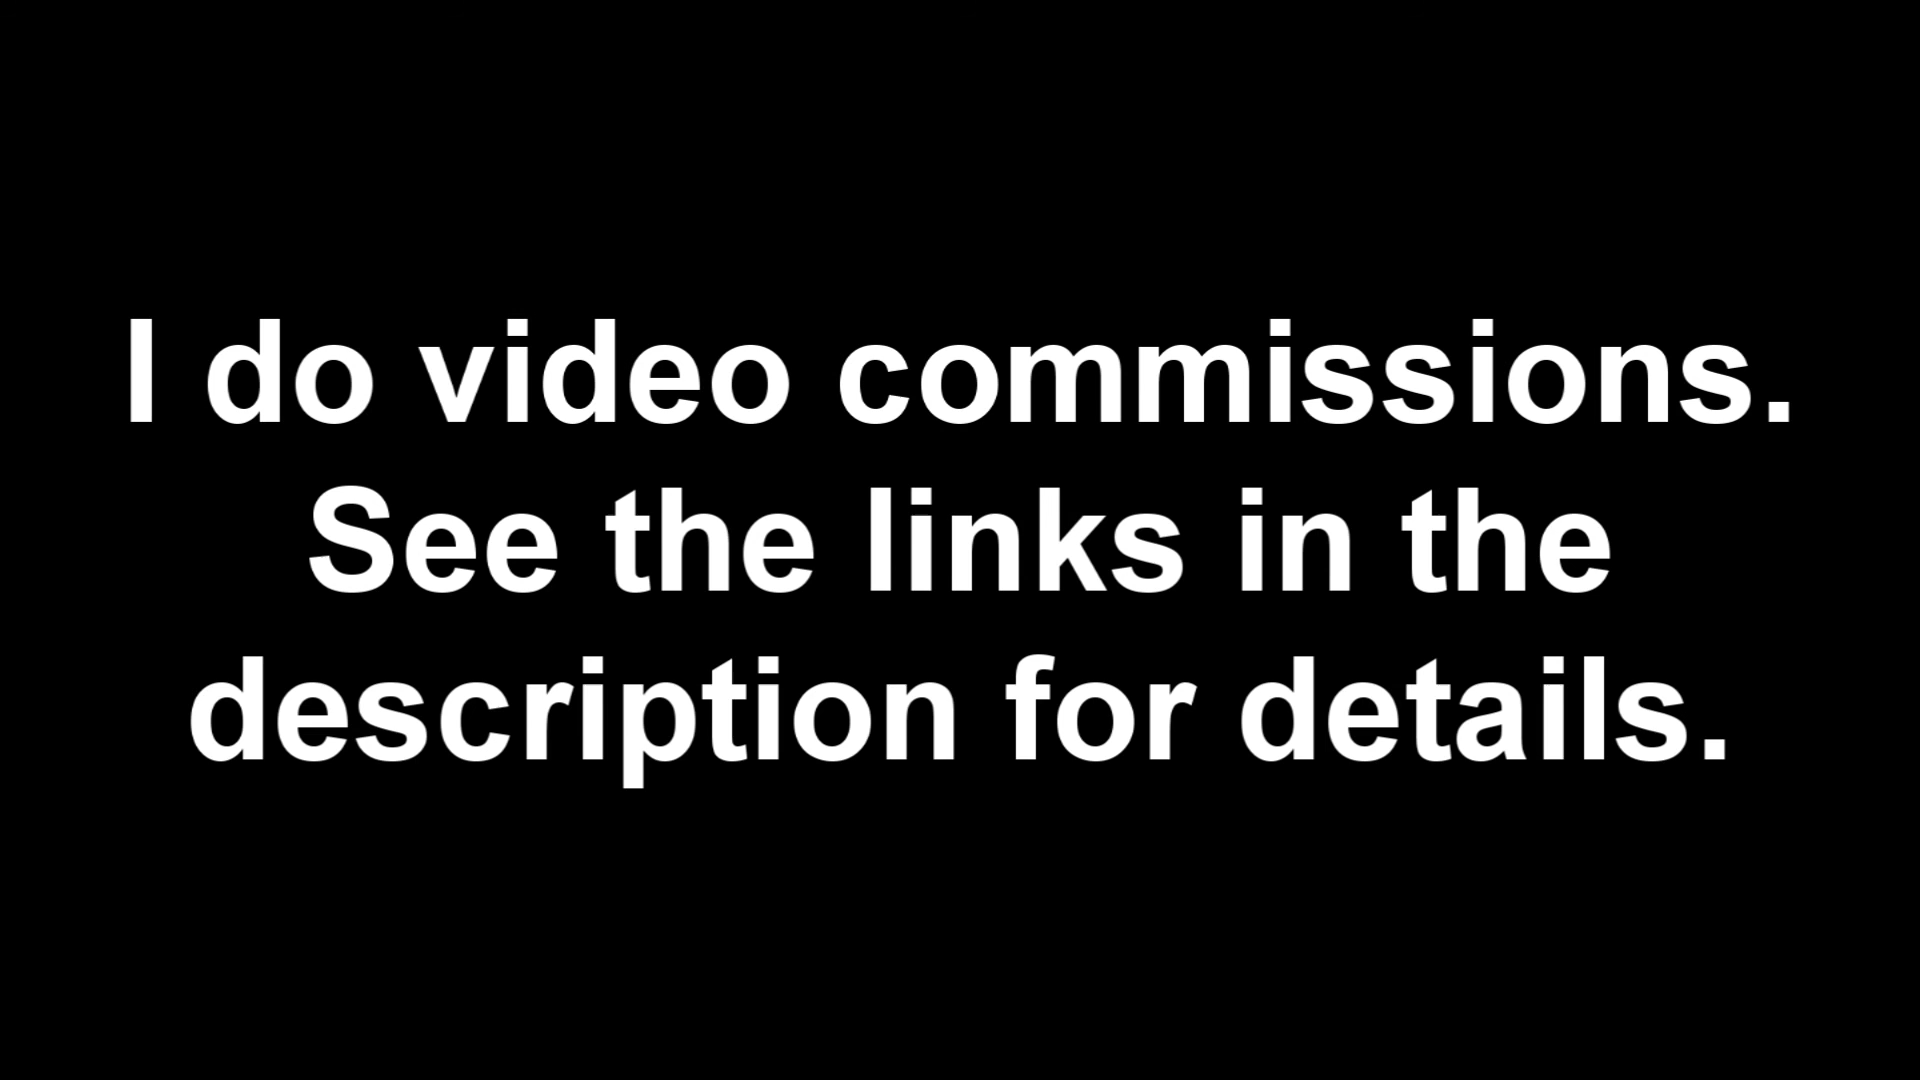 I do video commissions.
See the links in the
description for details.